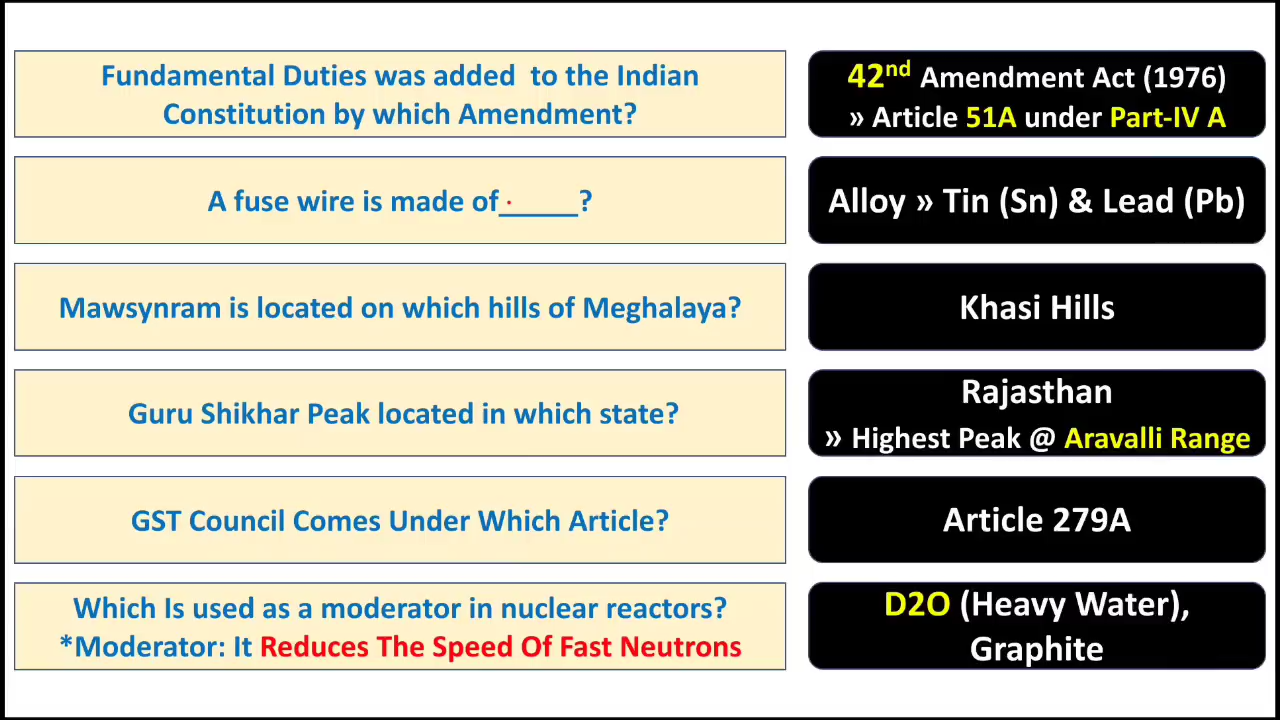 Fundamental Duties was added to the Indian
Constitution by which Amendment?
42nd Amendment Act (1976)
» Article 51A under Part-IV A
A fuse wire is made of_____?
Alloy » Tin (Sn) & Lead (Pb)
Mawsynram is located on which hills of Meghalaya?
Khasi Hills
Guru Shikhar Peak located in which state?
Rajasthan
» Highest Peak @ Aravalli Range
GST Council Comes Under Which Article?
Article 279A
Which Is used as a moderator in nuclear reactors?
*Moderator: It Reduces The Speed Of Fast Neutrons
D2O (Heavy Water),
Graphite